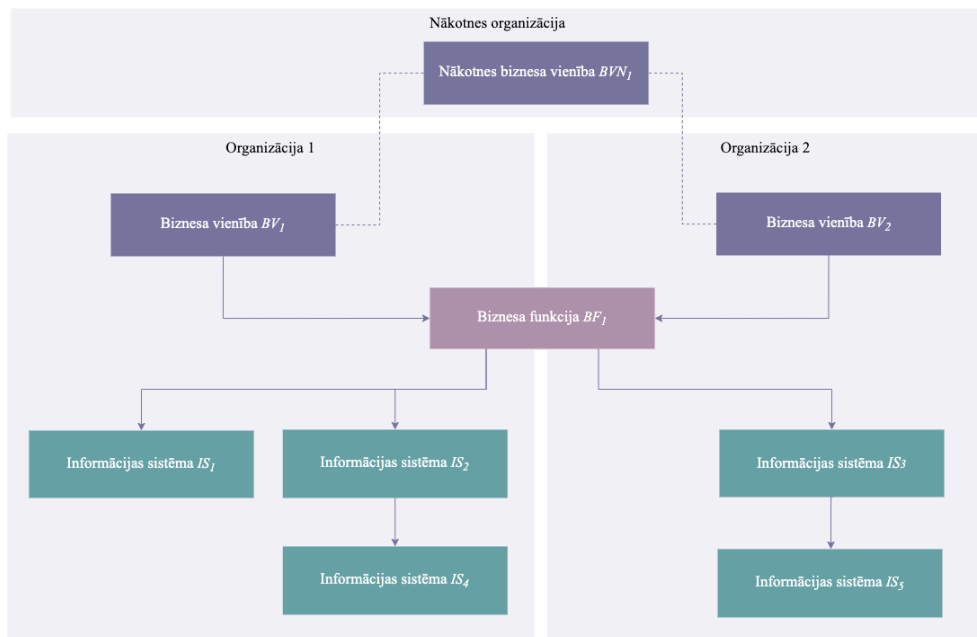 Nākotnes organizācija
Nākotnes biznesa vienība BVN₁
Organizācija 1
Organizācija 2
Biznesa vienība BV₁
Biznesa vienība BV₂
Biznesa funkcija BF₁
Informācijas sistēma IS₁
Informācijas sistēma IS₂
Informācijas sistēma IS₃
Informācijas sistēma IS₄
Informācijas sistēma IS₅